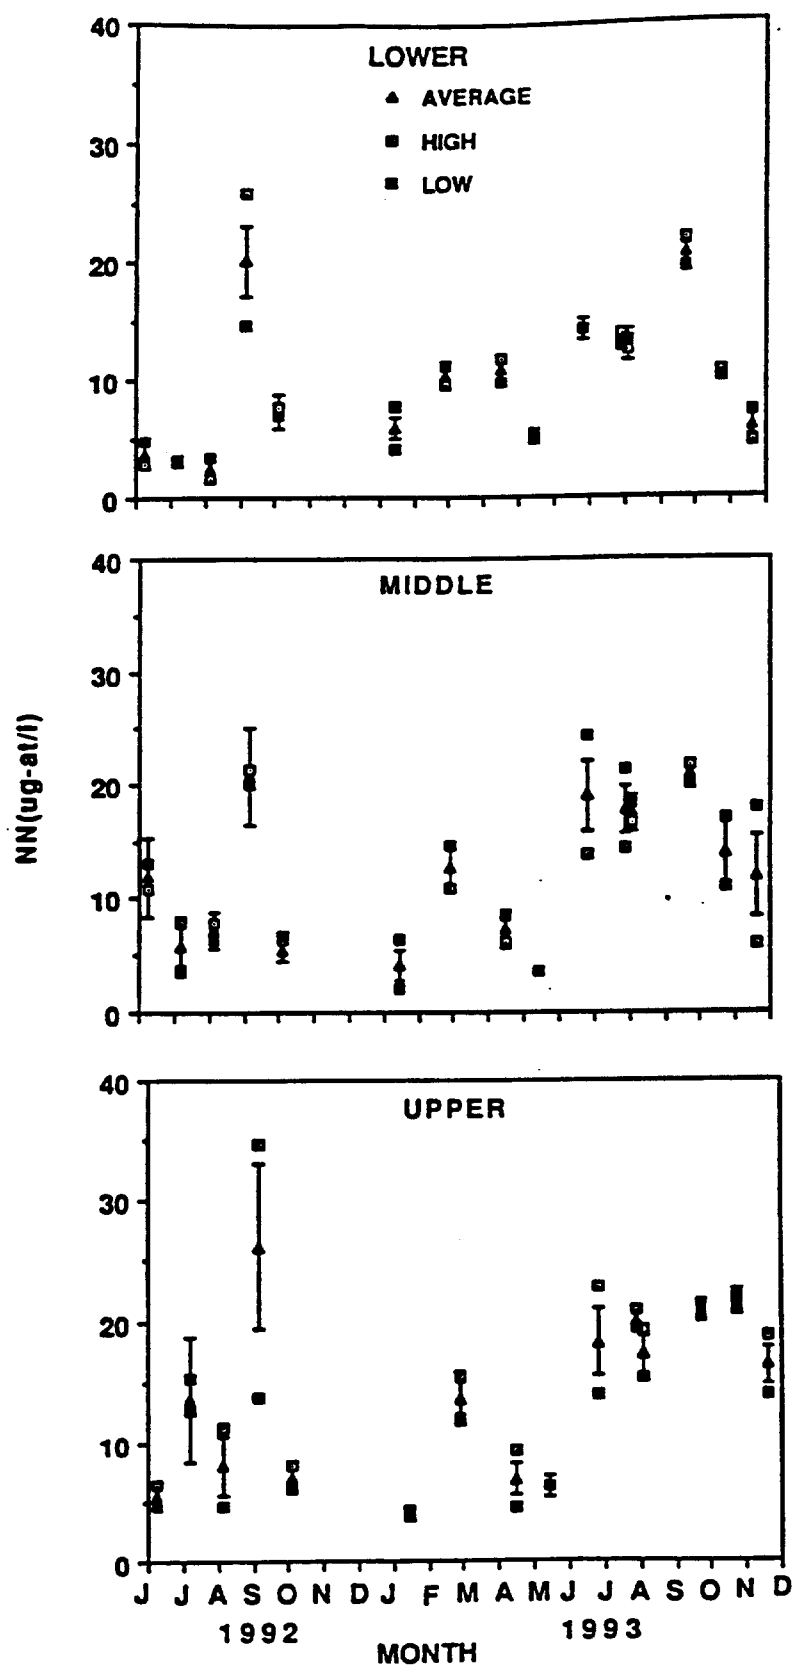 40
LOWER
AVERAGE
HIGH
LOW
30
20
10
0
40
MIDDLE
30
20
10
0
NN(ug-at/l)
40
UPPER
30
20
10
0
J J A S O N D J F M A M J J A S O N D
1992 1993
MONTH